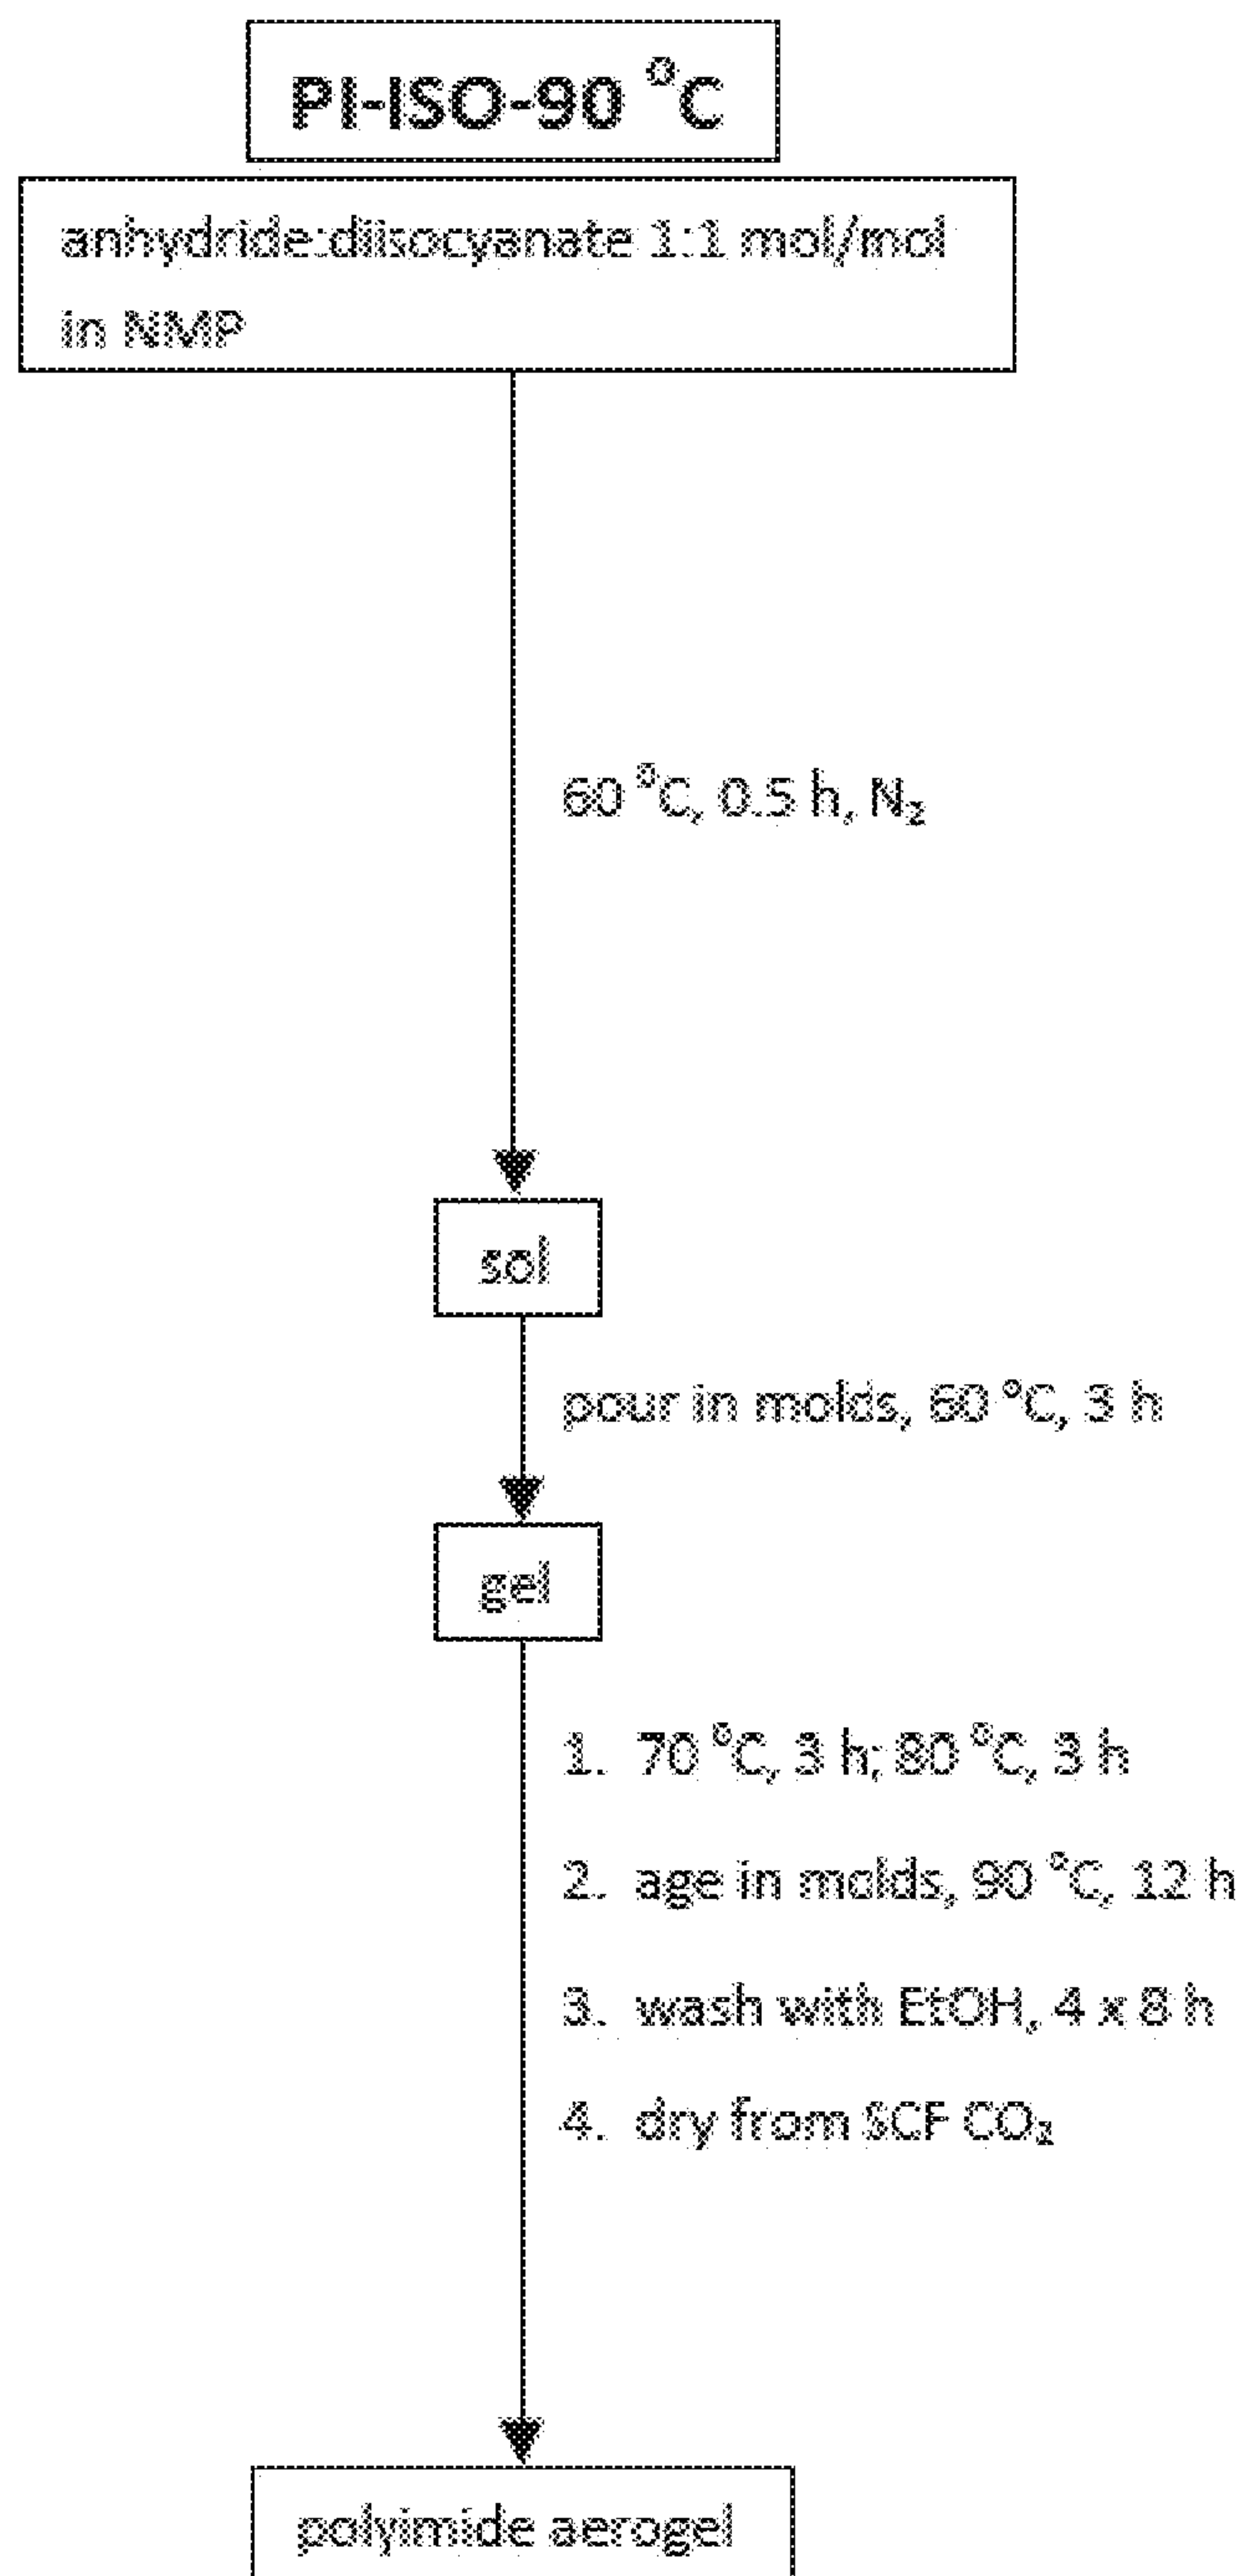 PI-ISO-90 °C
anhydride:diisocyanate 1:1 mol/mol
in NMP
60 °C, 0.5 h, N₂
sol
pour in molds, 60 °C, 3 h
gel
1. 70 °C, 3 h; 80 °C, 3 h
2. age in molds, 90 °C, 12 h
3. wash with EtOH, 4 x 8 h
4. dry from SCF CO₂
polyimide aerogel